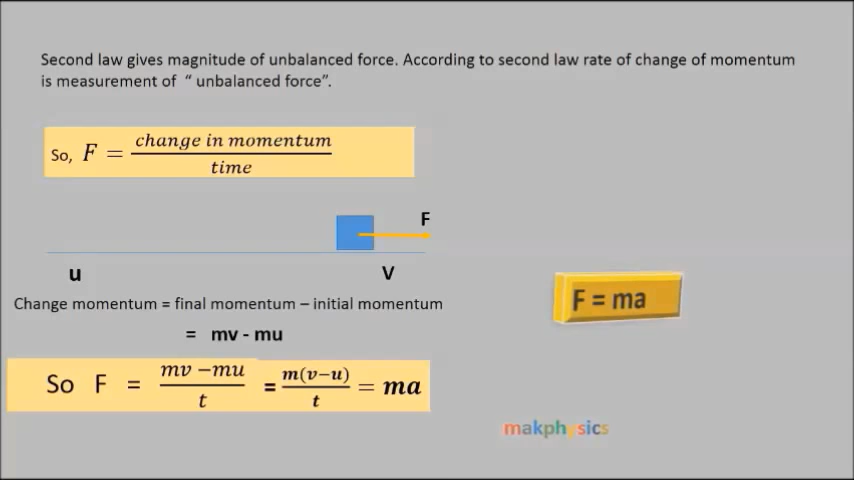 Second law gives magnitude of unbalanced force. According to second law rate of change of momentum
is measurement of “ unbalanced force”.
So, F = change in momentum / time
F
u V
Change momentum = final momentum – initial momentum
= mv - mu
F = ma
So F = mv −mu / t = m(v−u) / t = ma
makphysics